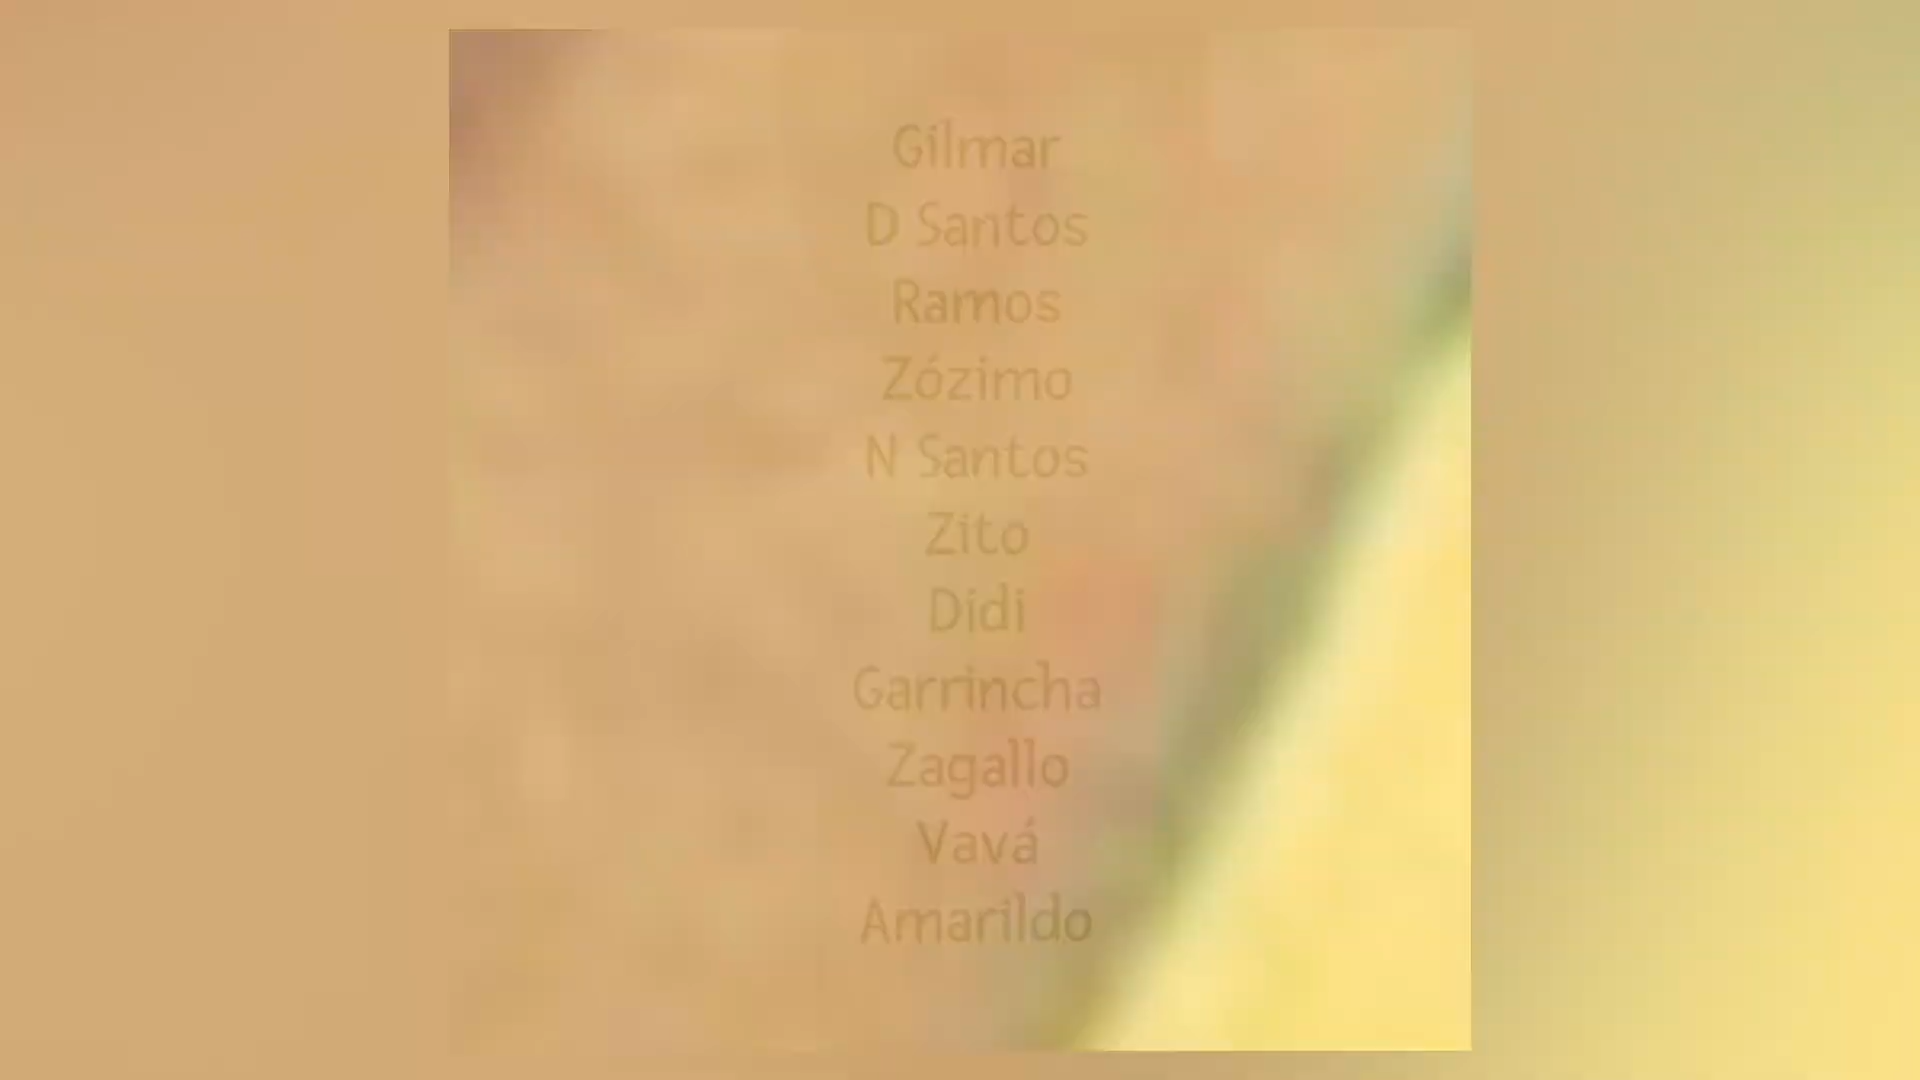 Gilmar
D Santos
Ramos
Zózimo
N Santos
Zito
Didi
Garrincha
Zagallo
Vavá
Amarildo